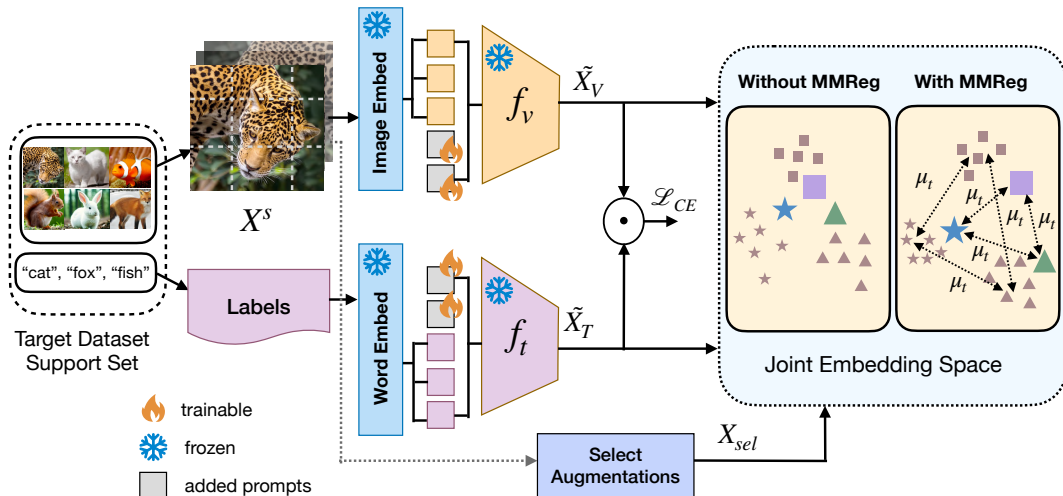 Image Embed
f_v
X̃_V
X^s
"cat", "fox", "fish"
Target Dataset
Support Set
Labels
Word Embed
f_t
X̃_T
ℒ_CE
Without MMReg
With MMReg
μ_t
μ_t
μ_t
μ_t
μ_t
μ_t
Joint Embedding Space
X_sel
Select
Augmentations
trainable
frozen
added prompts